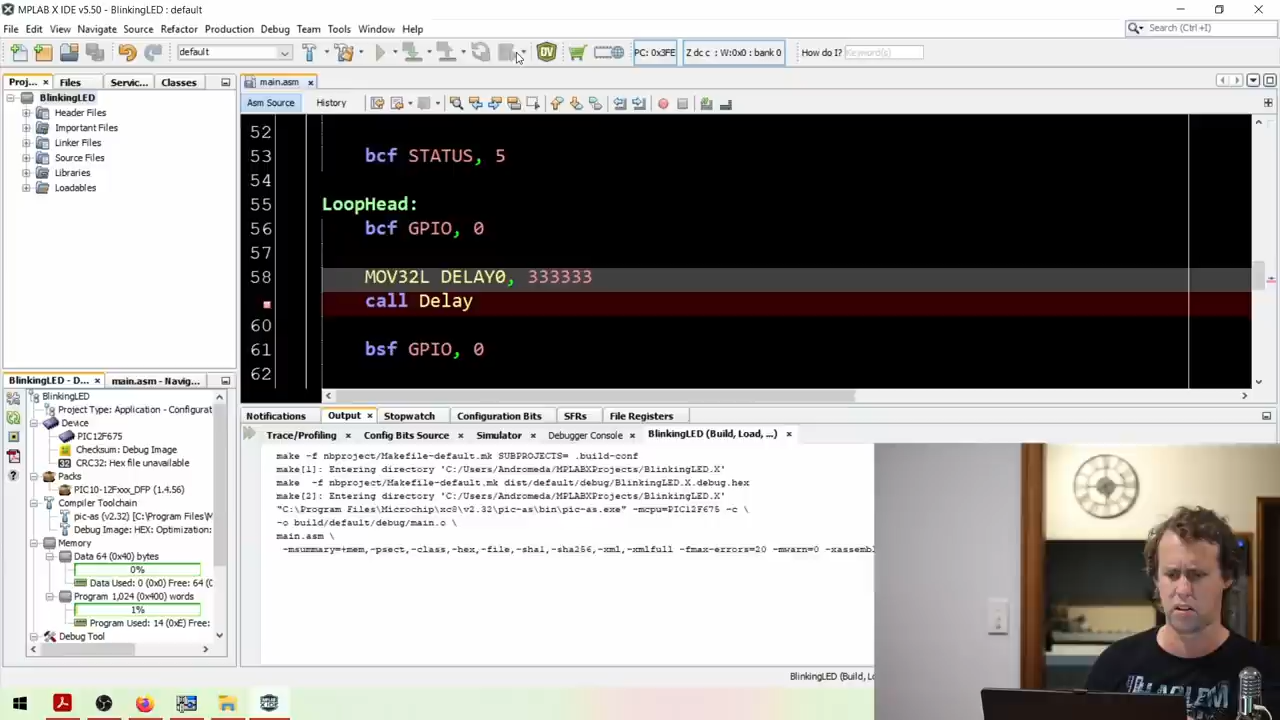 MPLAB X IDE v5.50 - BlinkingLED : default
File Edit View Navigate Source Refactor Production Debug Team Tools Window Help
Search (Ctrl+I)
default
DV
PC: 0x3FE
Z dc c : W:0x0 : bank 0
How do I?
Keyword(s)
Proj...
Files
Servic...
Classes
main.asm
BlinkingLED
Header Files
Important Files
Linker Files
Source Files
Libraries
Loadables
Asm Source
History
52
53 bcf STATUS, 5
54
55 LoopHead:
56 bcf GPIO, 0
57
58 MOV32L DELAY0, 333333
call Delay
60
61 bsf GPIO, 0
62
BlinkingLED - D...
main.asm - Navig...
BlinkingLED
Project Type: Application - Configurat
Device
PIC12F675
Checksum: Debug Image
CRC32: Hex file unavailable
Packs
PIC10-12Fxxx_DFP (1.4.56)
Compiler Toolchain
pic-as (v2.32) [C:\Program Files\M
Debug Image: HEX: Optimization:
Memory
Data 64 (0x40) bytes
0%
Data Used: 0 (0x0) Free: 64 (0
Program 1,024 (0x400) words
1%
Program Used: 14 (0xE) Free:
Debug Tool
Notifications
Output
Stopwatch
Configuration Bits
SFRs
File Registers
Trace/Profiling
Config Bits Source
Simulator
Debugger Console
BlinkingLED (Build, Load, ...)
make -f nbproject/Makefile-default.mk SUBPROJECTS= .build-conf
make[1]: Entering directory 'C:/Users/Andromeda/MPLABXProjects/BlinkingLED.X'
make -f nbproject/Makefile-default.mk dist/default/debug/BlinkingLED.X.debug.hex
make[2]: Entering directory 'C:/Users/Andromeda/MPLABXProjects/BlinkingLED.X'
"C:\Program Files\Microchip\xc8\v2.32\pic-as\bin\pic-as.exe" -mcpu=PIC12F675 -c \
-o build/default/debug/main.o \
main.asm \
-msummary=+mem,-psect,-class,-hex,-file,-sha1,-sha256,-xml,-xmlfull -fmax-errors=20 -mwarn=0 -xassembl
BlinkingLED (Build, Loa